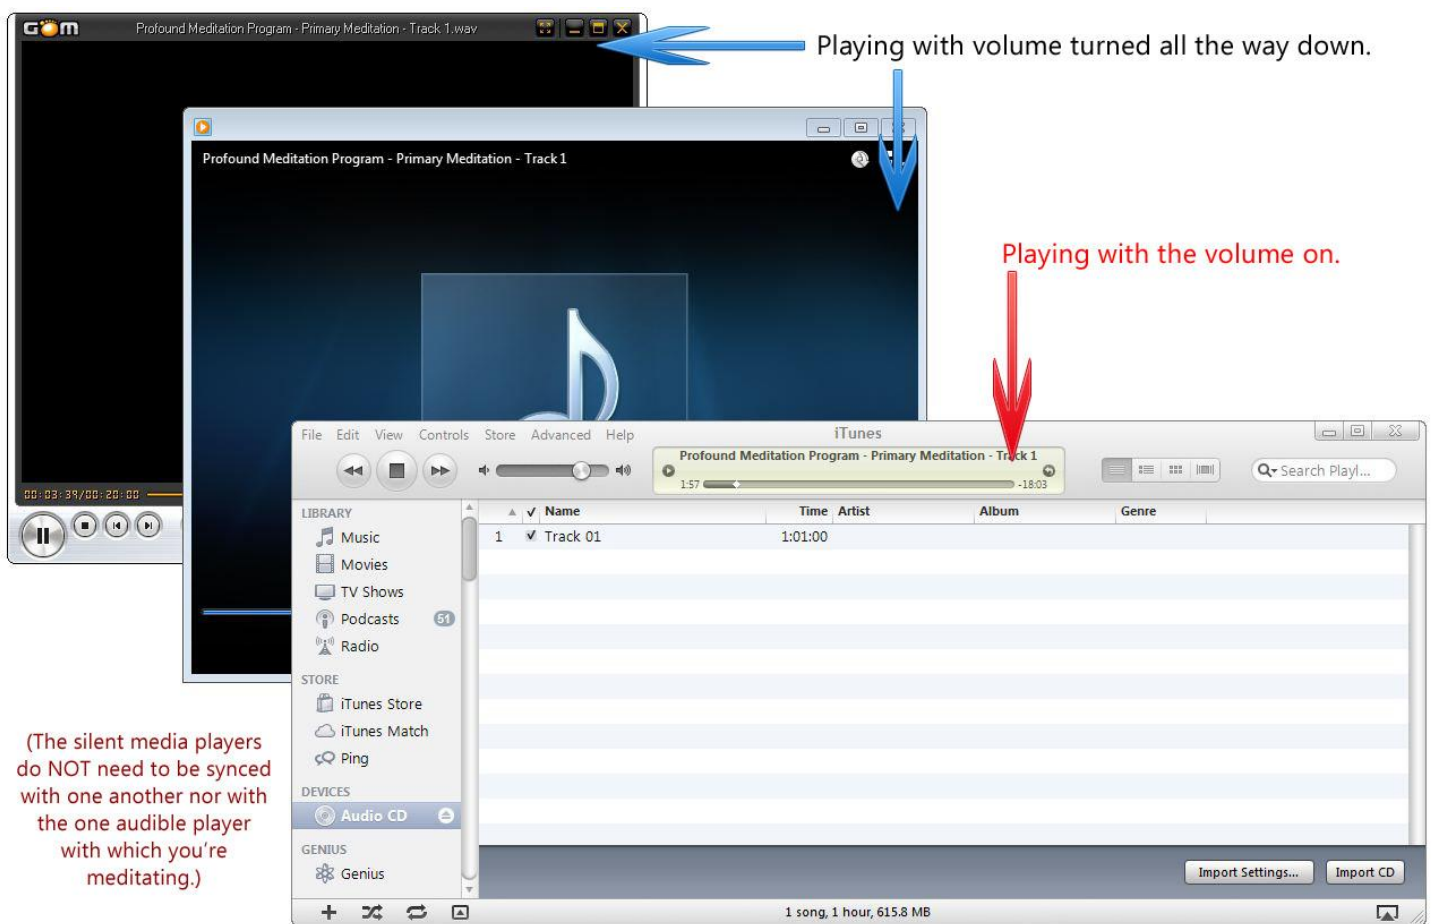 GOM
Profound Meditation Program - Primary Meditation - Track 1.wav
Playing with volume turned all the way down.
Profound Meditation Program - Primary Meditation - Track 1
Playing with the volume on.
00:03:39/00:20:00
File Edit View Controls Store Advanced Help
iTunes
Profound Meditation Program - Primary Meditation - Track 1
1:57
-18:03
Search Playl...
LIBRARY
Music
Movies
TV Shows
Podcasts 51
Radio
STORE
iTunes Store
iTunes Match
Ping
DEVICES
Audio CD
GENIUS
Genius
Name Time Artist Album Genre
1 Track 01 1:01:00
Import Settings... Import CD
1 song, 1 hour, 615.8 MB
(The silent media players
do NOT need to be synced
with one another nor with
the one audible player
with which you're
meditating.)